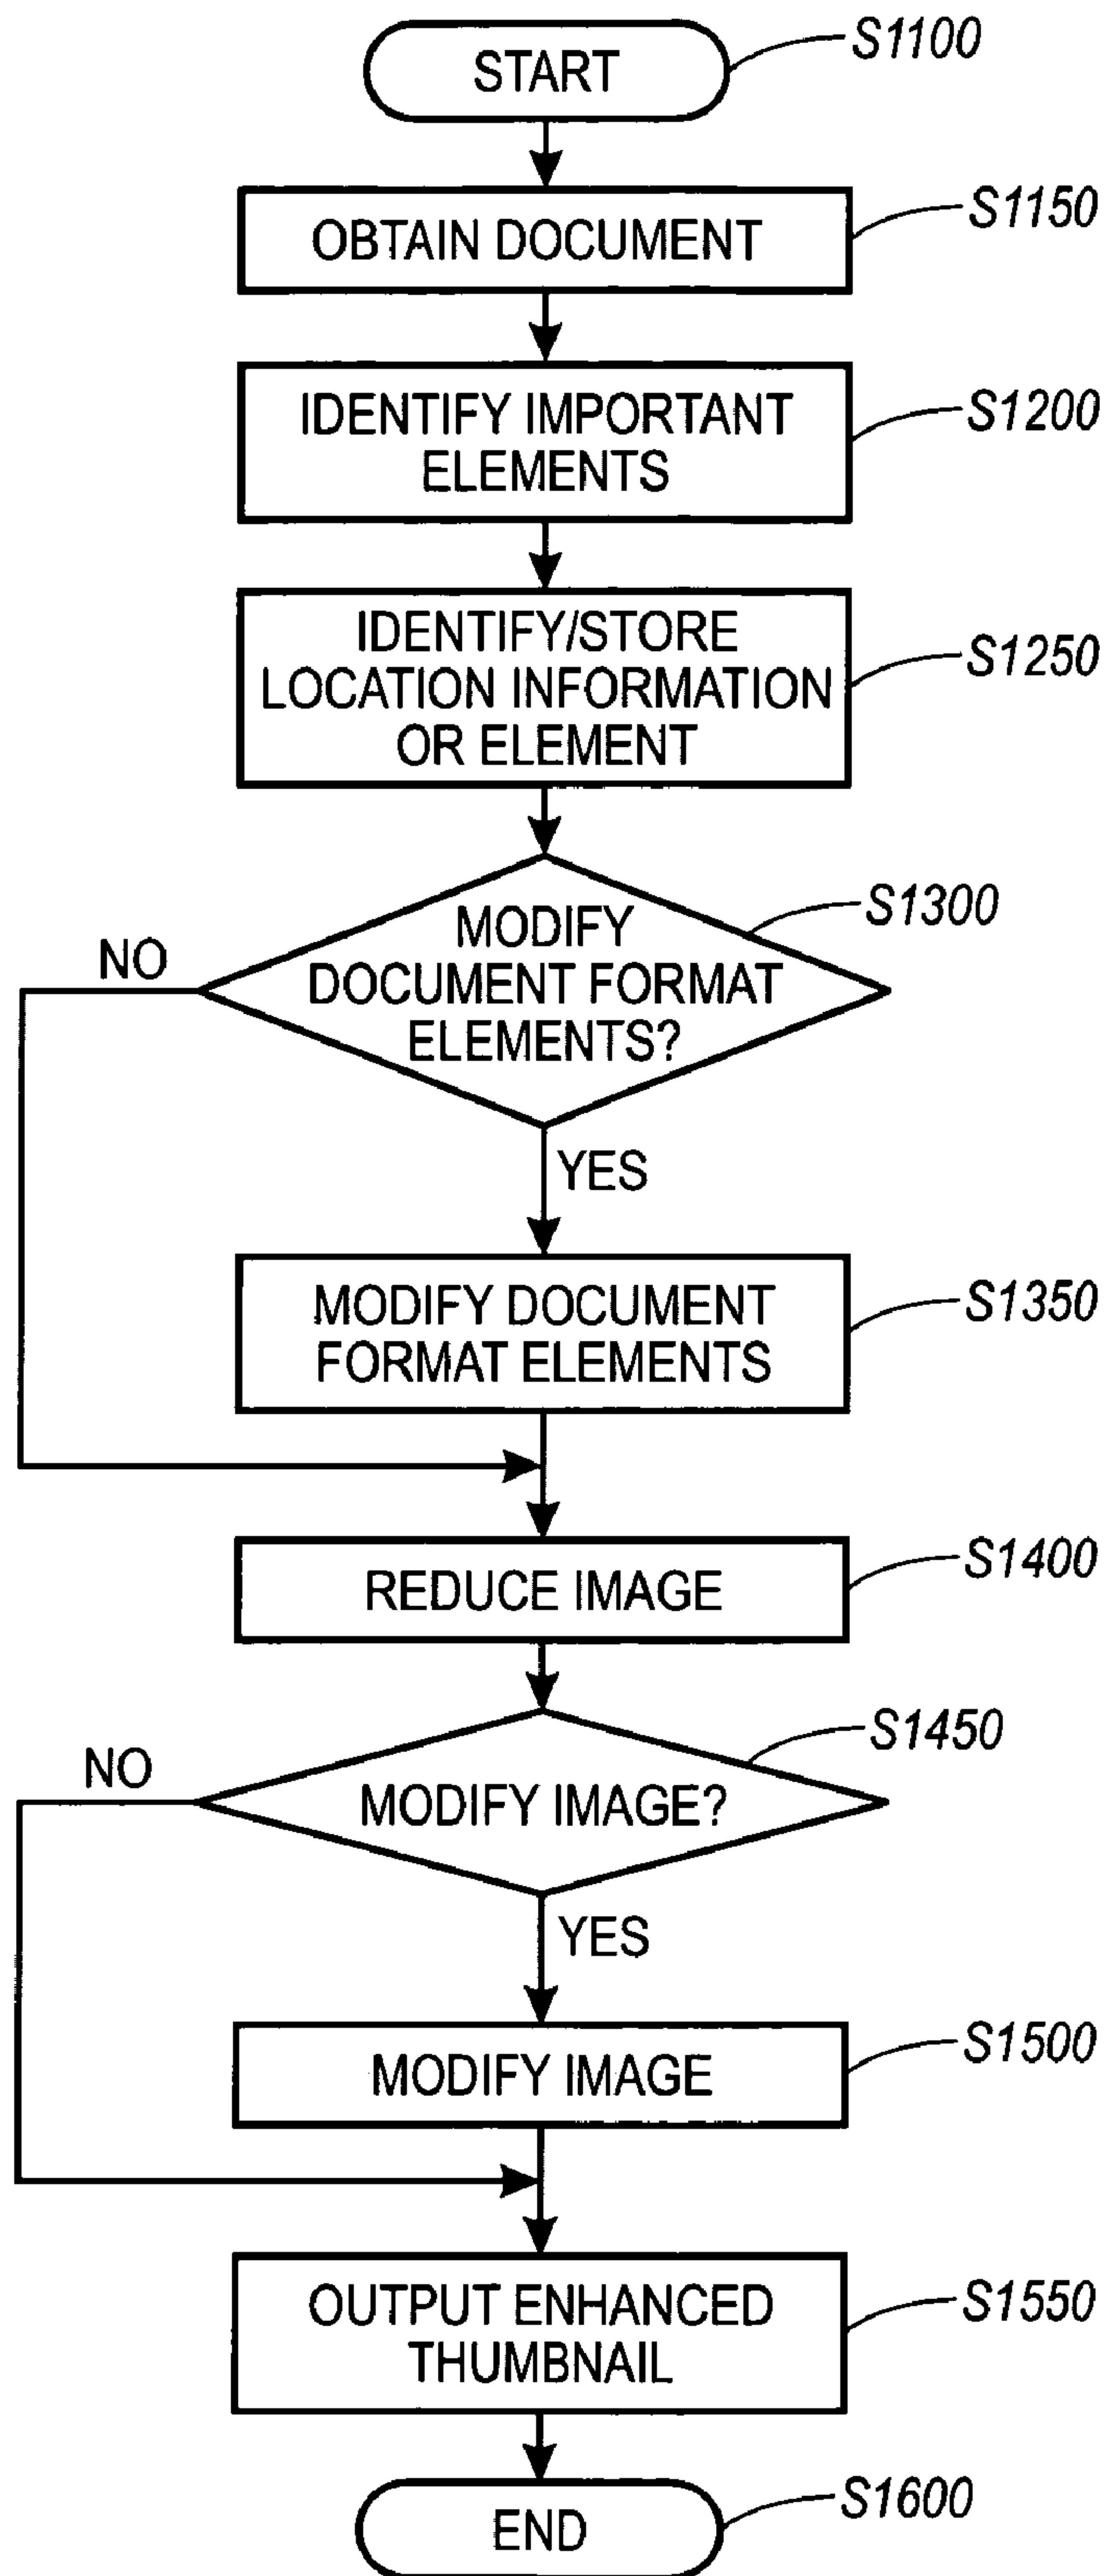 START
S1100
OBTAIN DOCUMENT
S1150
IDENTIFY IMPORTANT
ELEMENTS
S1200
IDENTIFY/STORE
LOCATION INFORMATION
OR ELEMENT
S1250
MODIFY
DOCUMENT FORMAT
ELEMENTS?
S1300
NO
YES
MODIFY DOCUMENT
FORMAT ELEMENTS
S1350
REDUCE IMAGE
S1400
MODIFY IMAGE?
S1450
NO
YES
MODIFY IMAGE
S1500
OUTPUT ENHANCED
THUMBNAIL
S1550
END
S1600